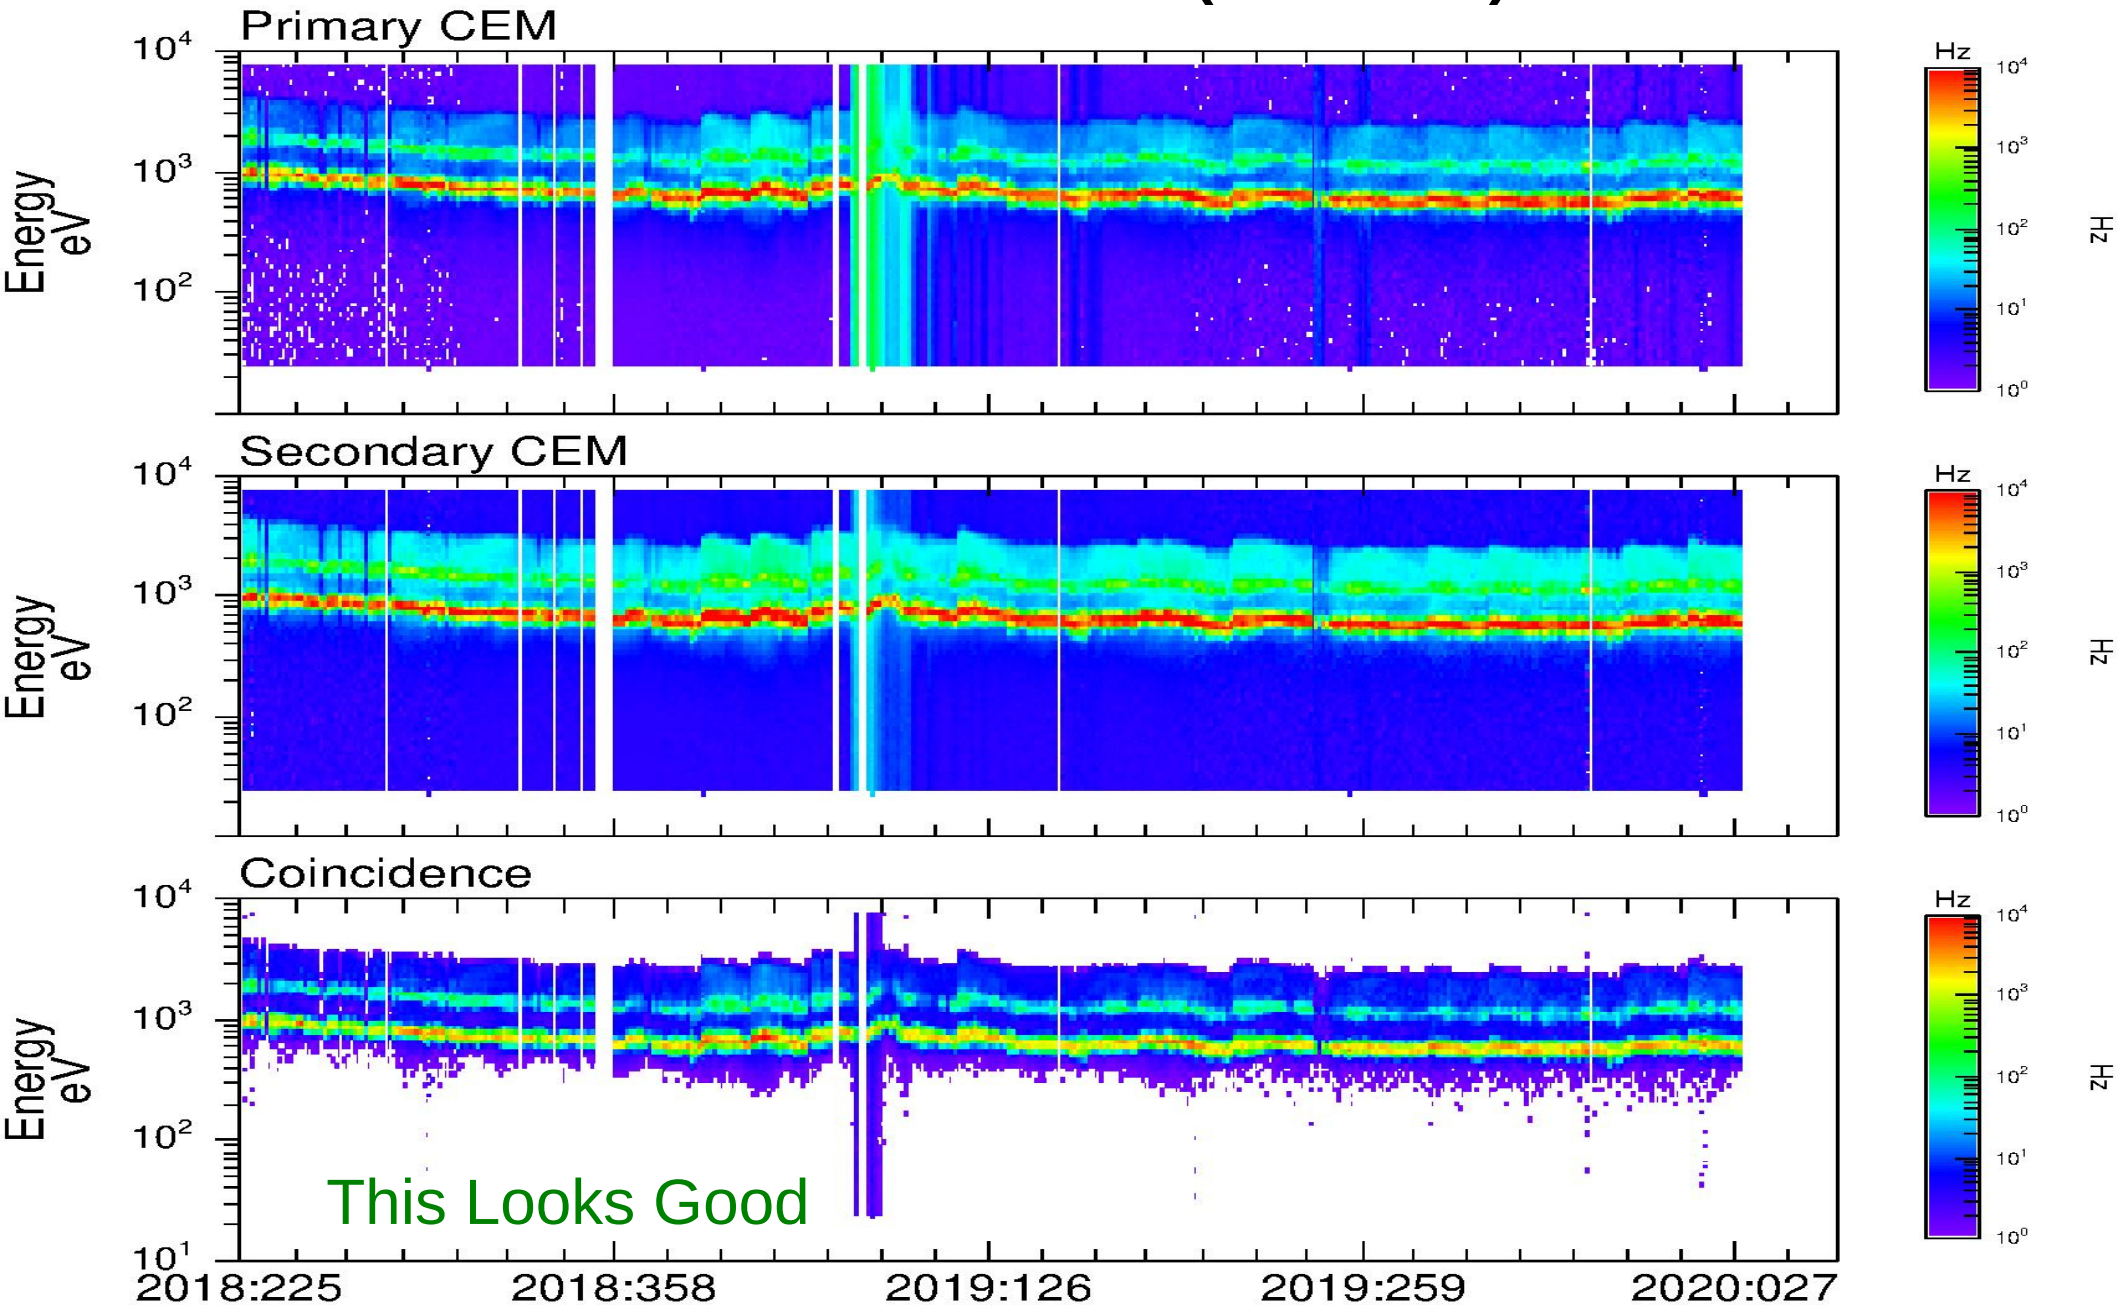 Primary CEM
10⁴
10³
10²
Energy
eV
Hz
10⁴
10³
10²
10¹
10⁰
Hz
Secondary CEM
10⁴
10³
10²
Energy
eV
Hz
10⁴
10³
10²
10¹
10⁰
Hz
Coincidence
10⁴
10³
10²
10¹
Energy
eV
This Looks Good
Hz
10⁴
10³
10²
10¹
10⁰
Hz
2018:225 2018:358 2019:126 2019:259 2020:027